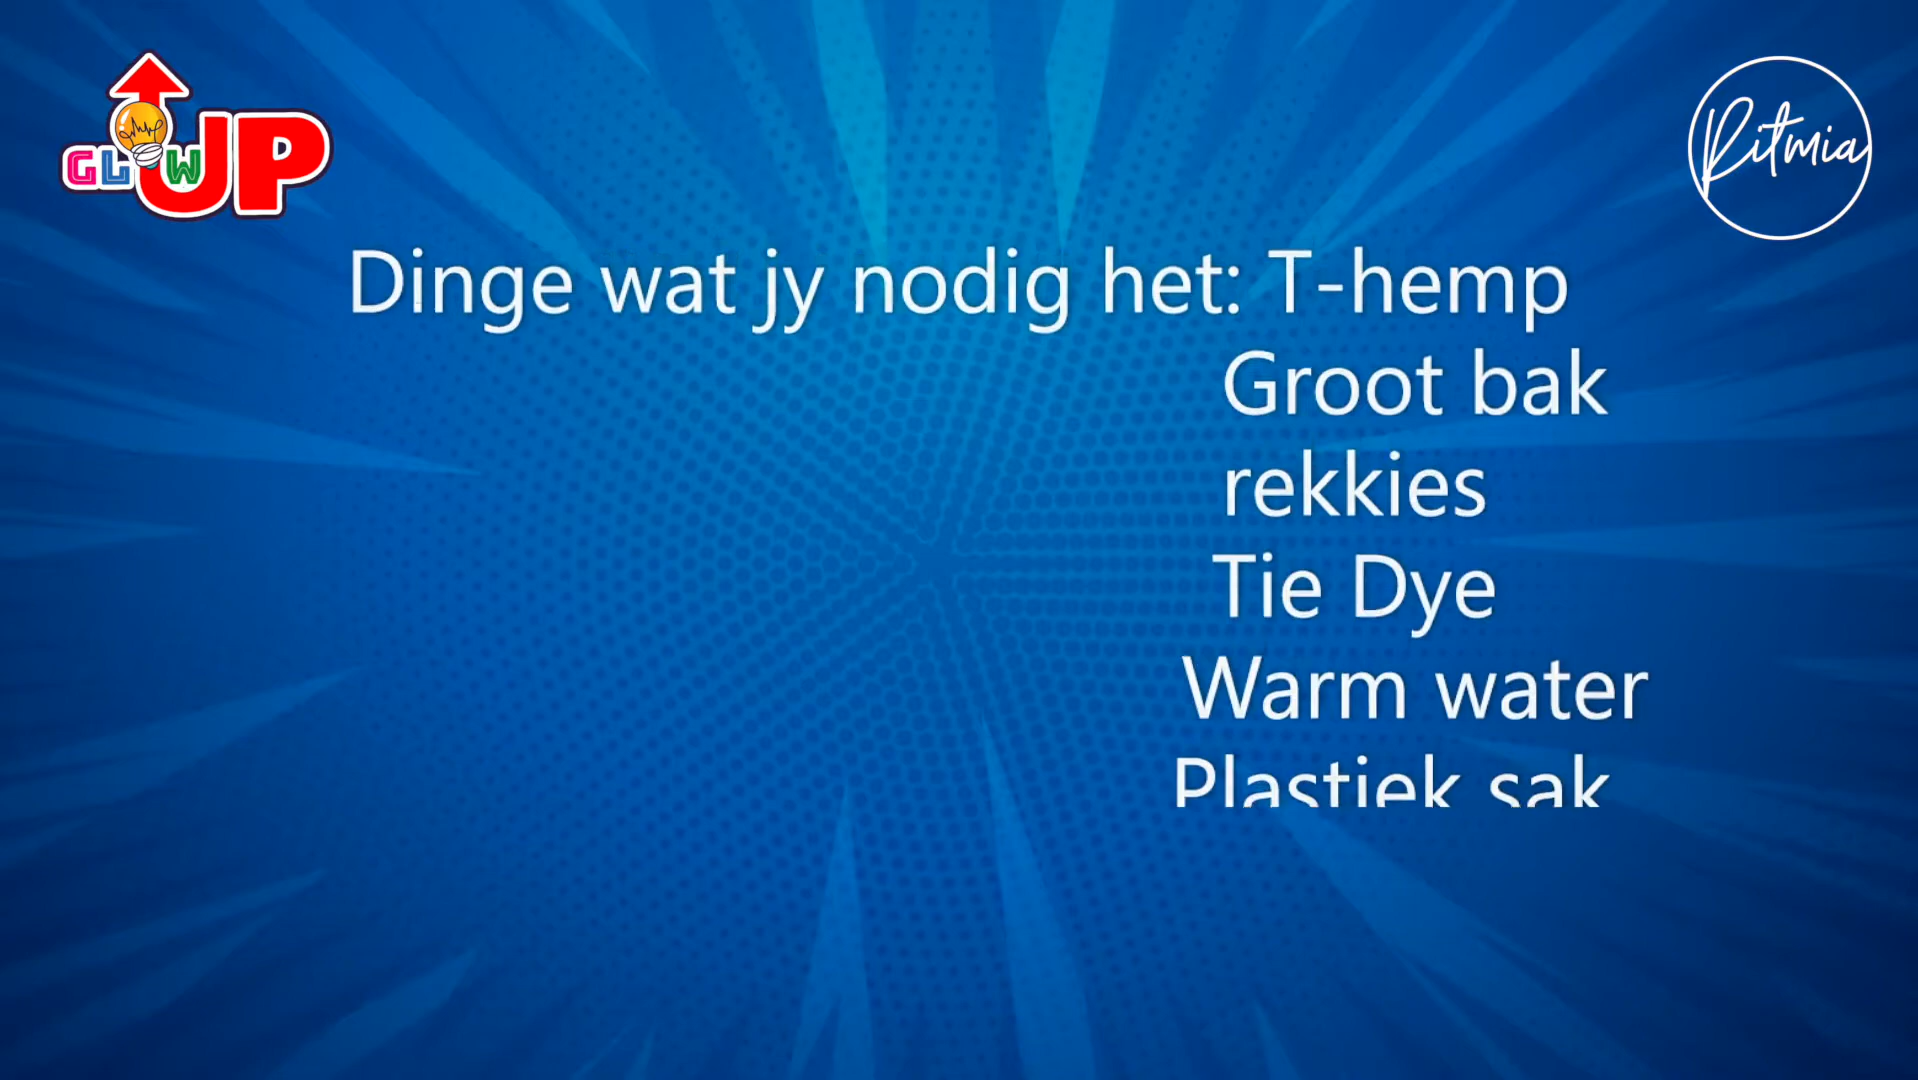 GLOW UP
Ritmia
Dinge wat jy nodig het: T-hemp
Groot bak
rekkies
Tie Dye
Warm water
Plastiek sak